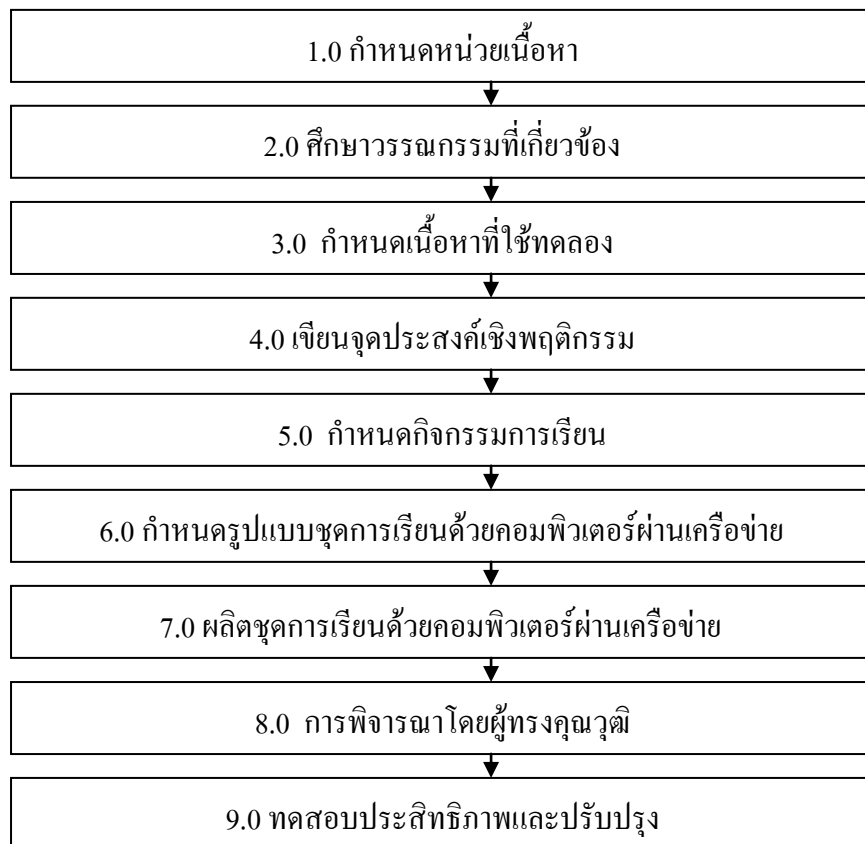 1.0 กำหนดหน่วยเนื้อหา
2.0 ศึกษาวรรณกรรมที่เกี่ยวข้อง
3.0 กำหนดเนื้อหาที่ใช้ทดลอง
4.0 เขียนจุดประสงค์เชิงพฤติกรรม
5.0 กำหนดกิจกรรมการเรียน
6.0 กำหนดรูปแบบชุดการเรียนด้วยคอมพิวเตอร์ผ่านเครือข่าย
7.0 ผลิตชุดการเรียนด้วยคอมพิวเตอร์ผ่านเครือข่าย
8.0 การพิจารณาโดยผู้ทรงคุณวุฒิ
9.0 ทดสอบประสิทธิภาพและปรับปรุง